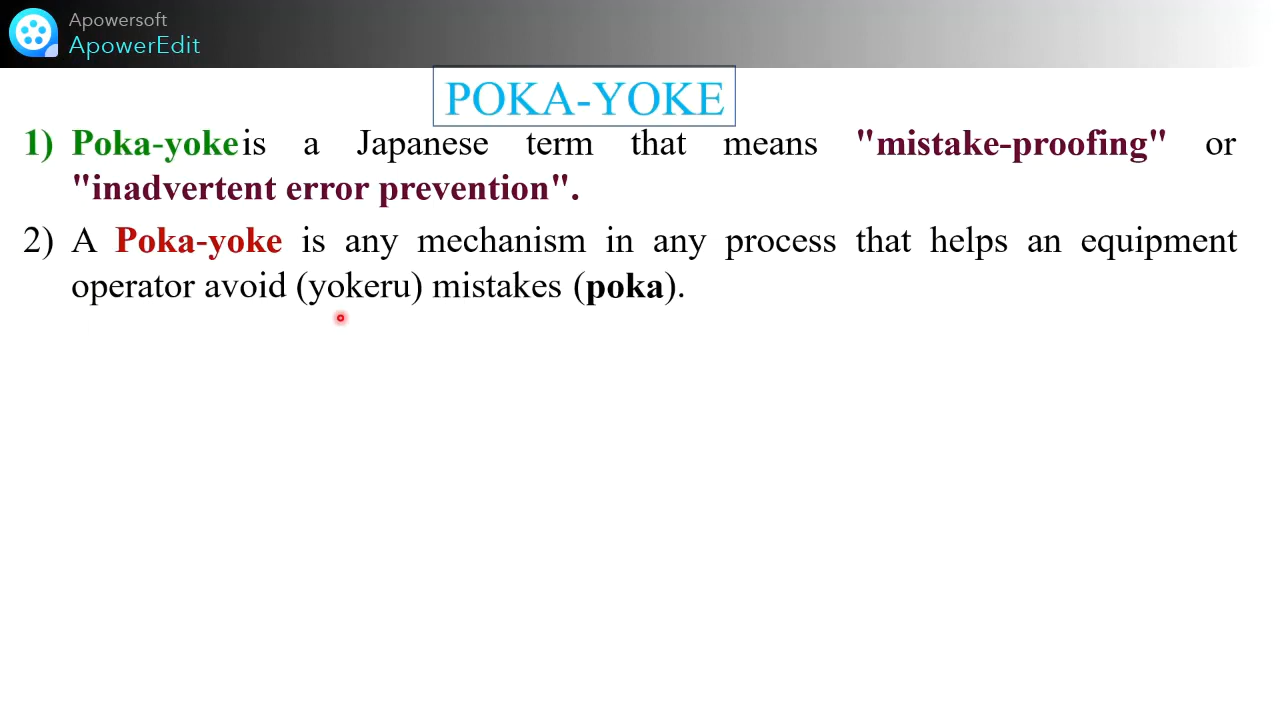 Apowersoft
ApowerEdit
POKA-YOKE
1) Poka-yoke is a Japanese term that means "mistake-proofing" or
"inadvertent error prevention".
2) A Poka-yoke is any mechanism in any process that helps an equipment
operator avoid (yokeru) mistakes (poka).